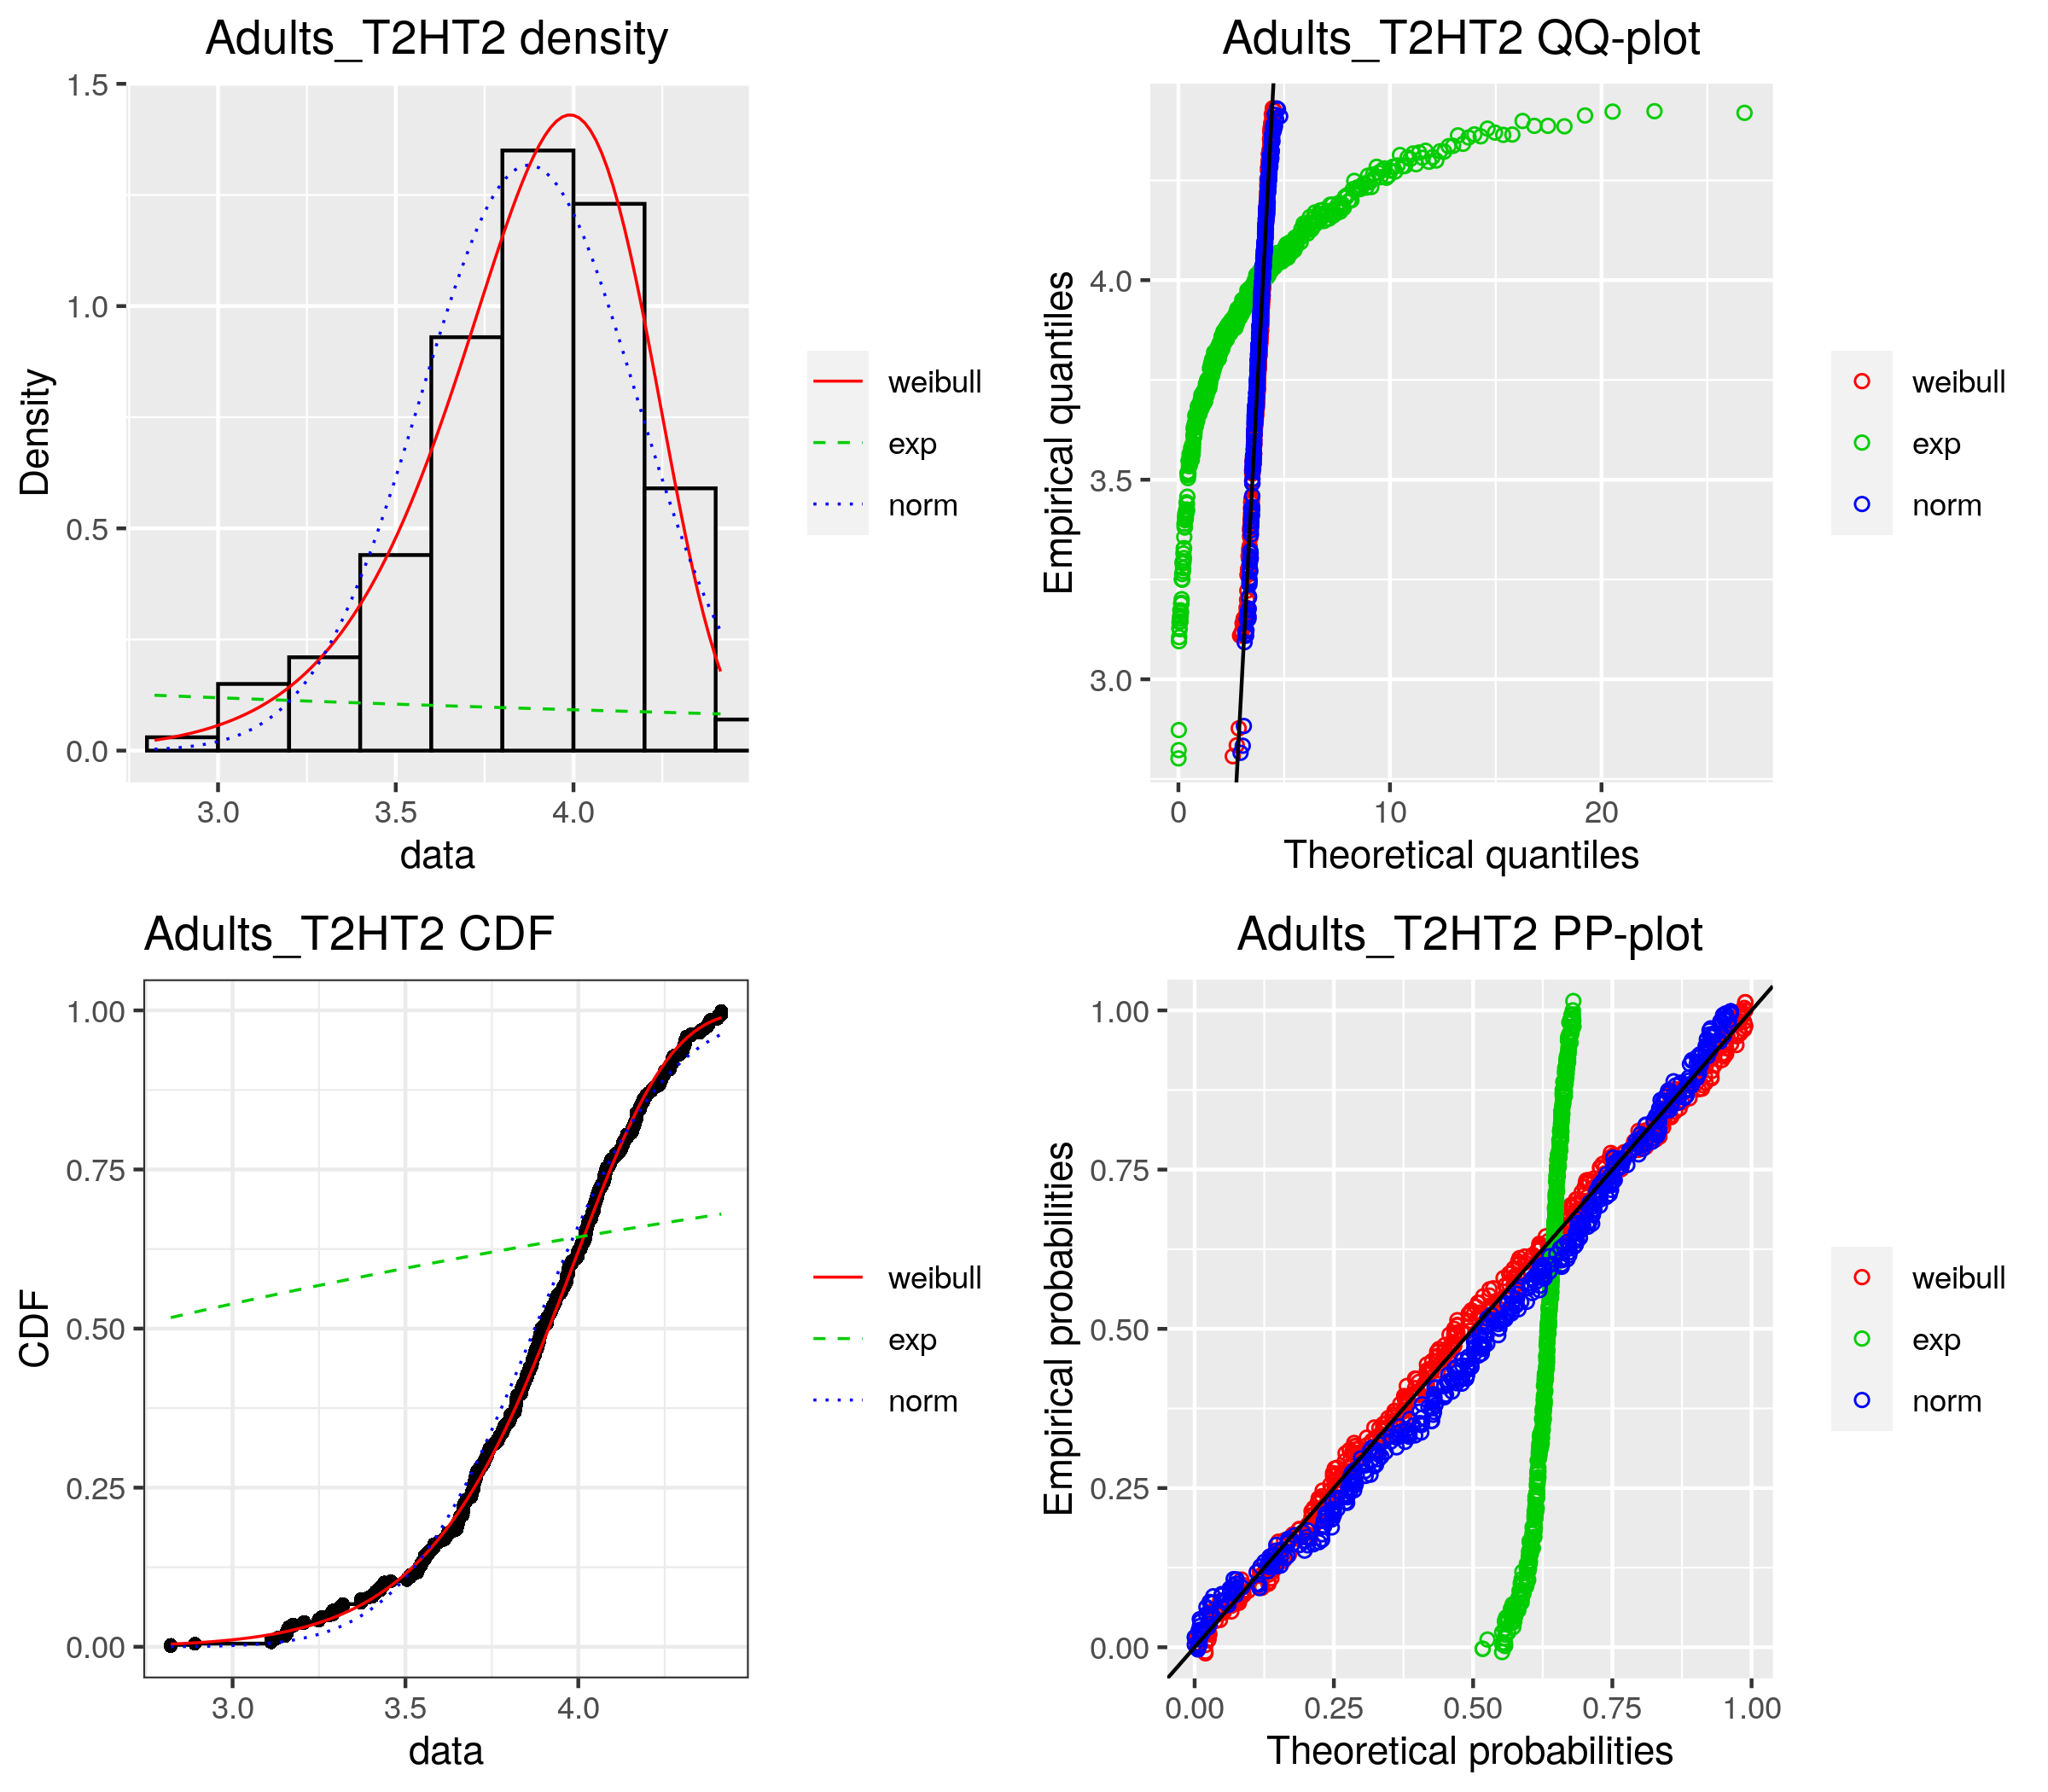 Adults_T2HT2 density
1.5
1.0
0.5
0.0
Density
3.0 3.5 4.0
data
weibull
exp
norm
Adults_T2HT2 QQ-plot
4.0
3.5
3.0
Empirical quantiles
0 10 20
Theoretical quantiles
weibull
exp
norm
Adults_T2HT2 CDF
1.00
0.75
0.50
0.25
0.00
CDF
3.0 3.5 4.0
data
weibull
exp
norm
Adults_T2HT2 PP-plot
1.00
0.75
0.50
0.25
0.00
Empirical probabilities
0.00 0.25 0.50 0.75 1.00
Theoretical probabilities
weibull
exp
norm